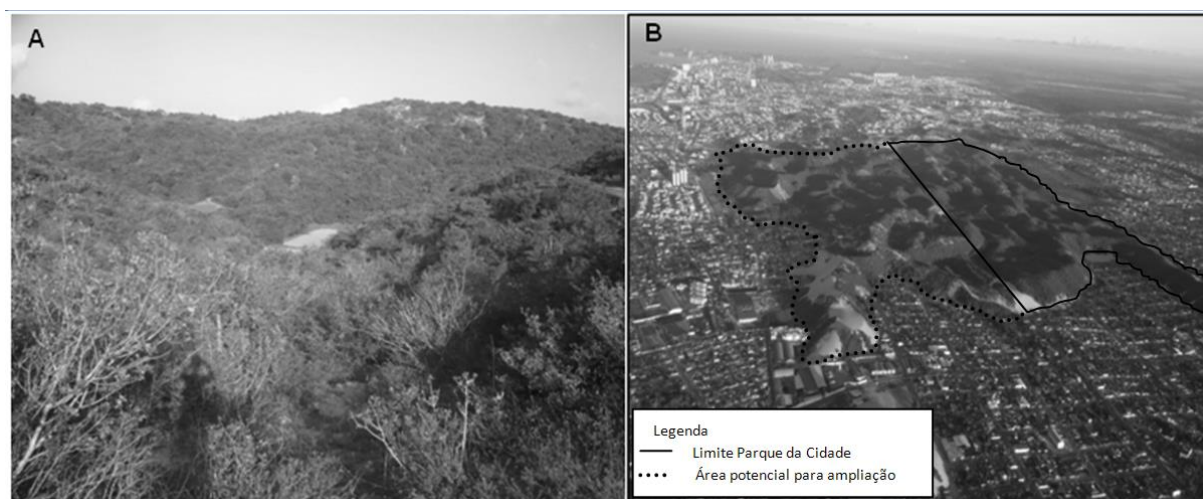 A
B
Legenda
Limite Parque da Cidade
Área potencial para ampliação